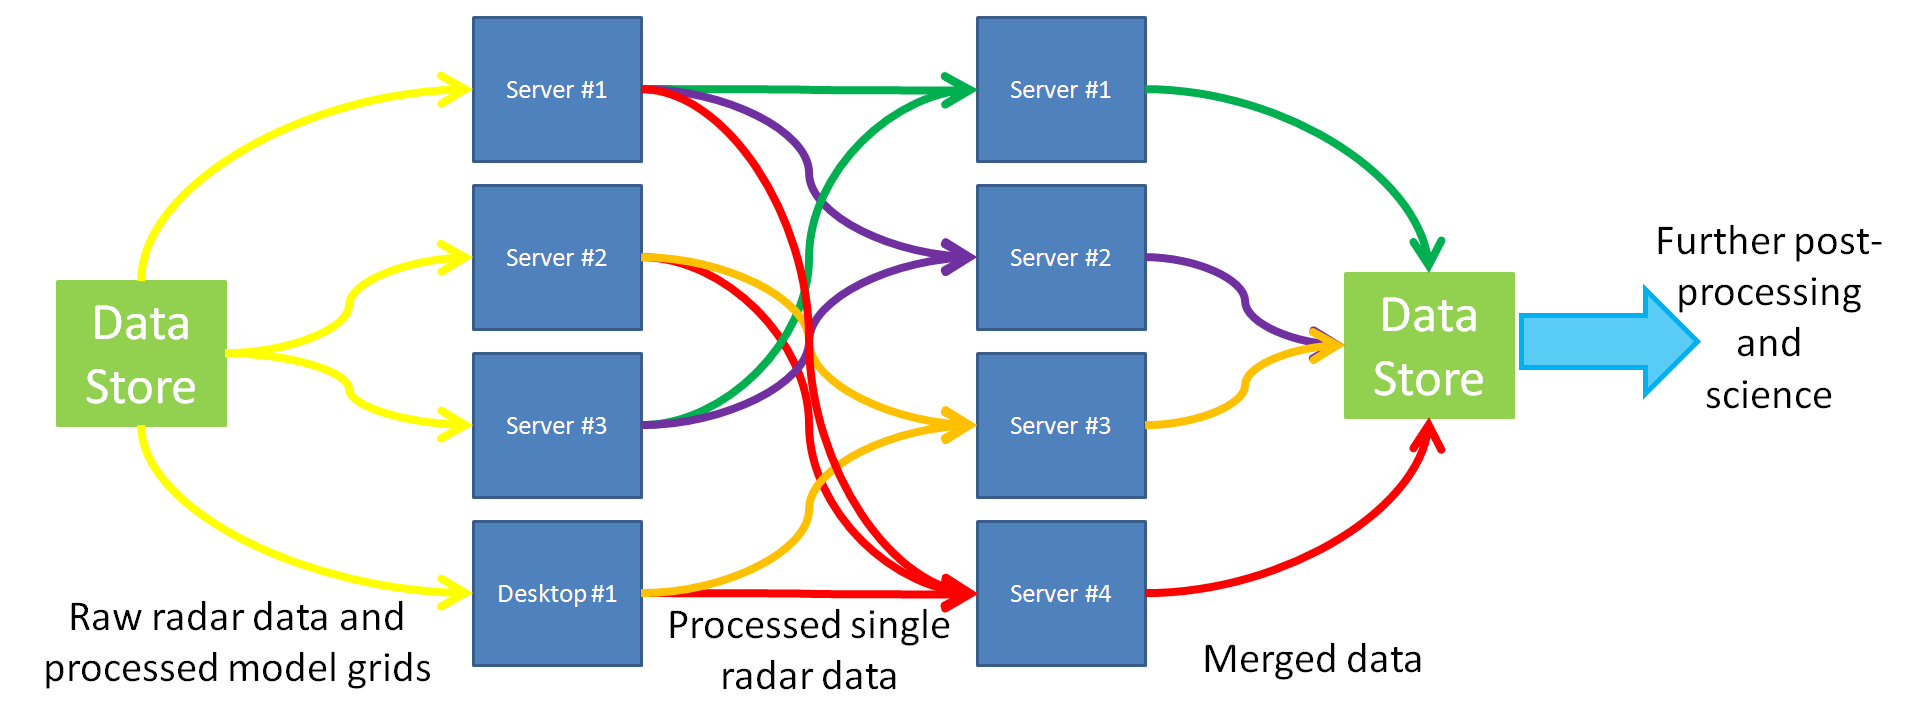 Data
Store
Raw radar data and
processed model grids
Server #1
Server #2
Server #3
Desktop #1
Processed single
radar data
Server #1
Server #2
Server #3
Server #4
Merged data
Data
Store
Further post-
processing
and
science